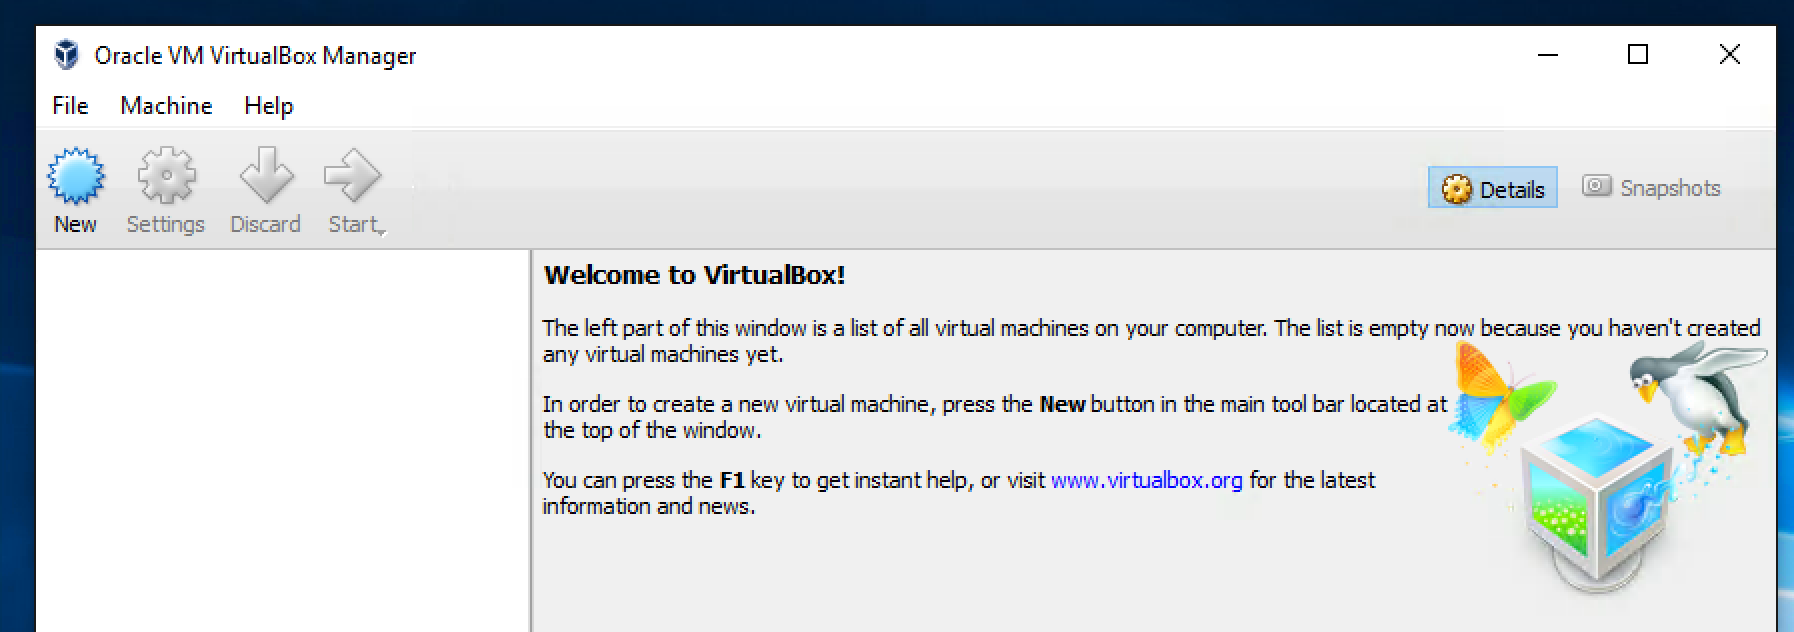 Oracle VM VirtualBox Manager
File Machine Help
New Settings Discard Start
Details Snapshots
Welcome to VirtualBox!
The left part of this window is a list of all virtual machines on your computer. The list is empty now because you haven't created
any virtual machines yet.
In order to create a new virtual machine, press the New button in the main tool bar located at
the top of the window.
You can press the F1 key to get instant help, or visit www.virtualbox.org for the latest
information and news.